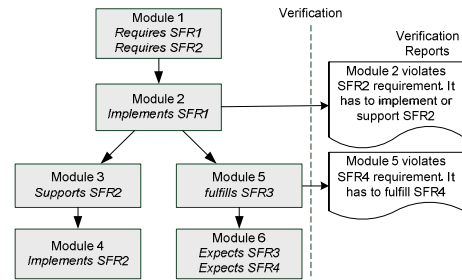 Verification
Verification
Reports
Module 1
Requires SFR1
Requires SFR2
Module 2
Implements SFR1
Module 2 violates
SFR2 requirement. It
has to implement or
support SFR2
Module 3
Supports SFR2
Module 5
fulfills SFR3
Module 5 violates
SFR4 requirement. It
has to fulfill SFR4
Module 4
Implements SFR2
Module 6
Expects SFR3
Expects SFR4